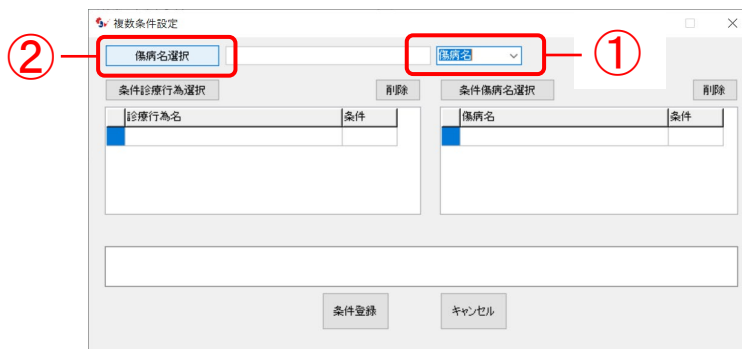 複数条件設定
② 傷病名選択 傷病名 ①
条件診療行為選択 削除 条件傷病名選択 削除
診療行為名 条件 傷病名 条件
条件登録 キャンセル